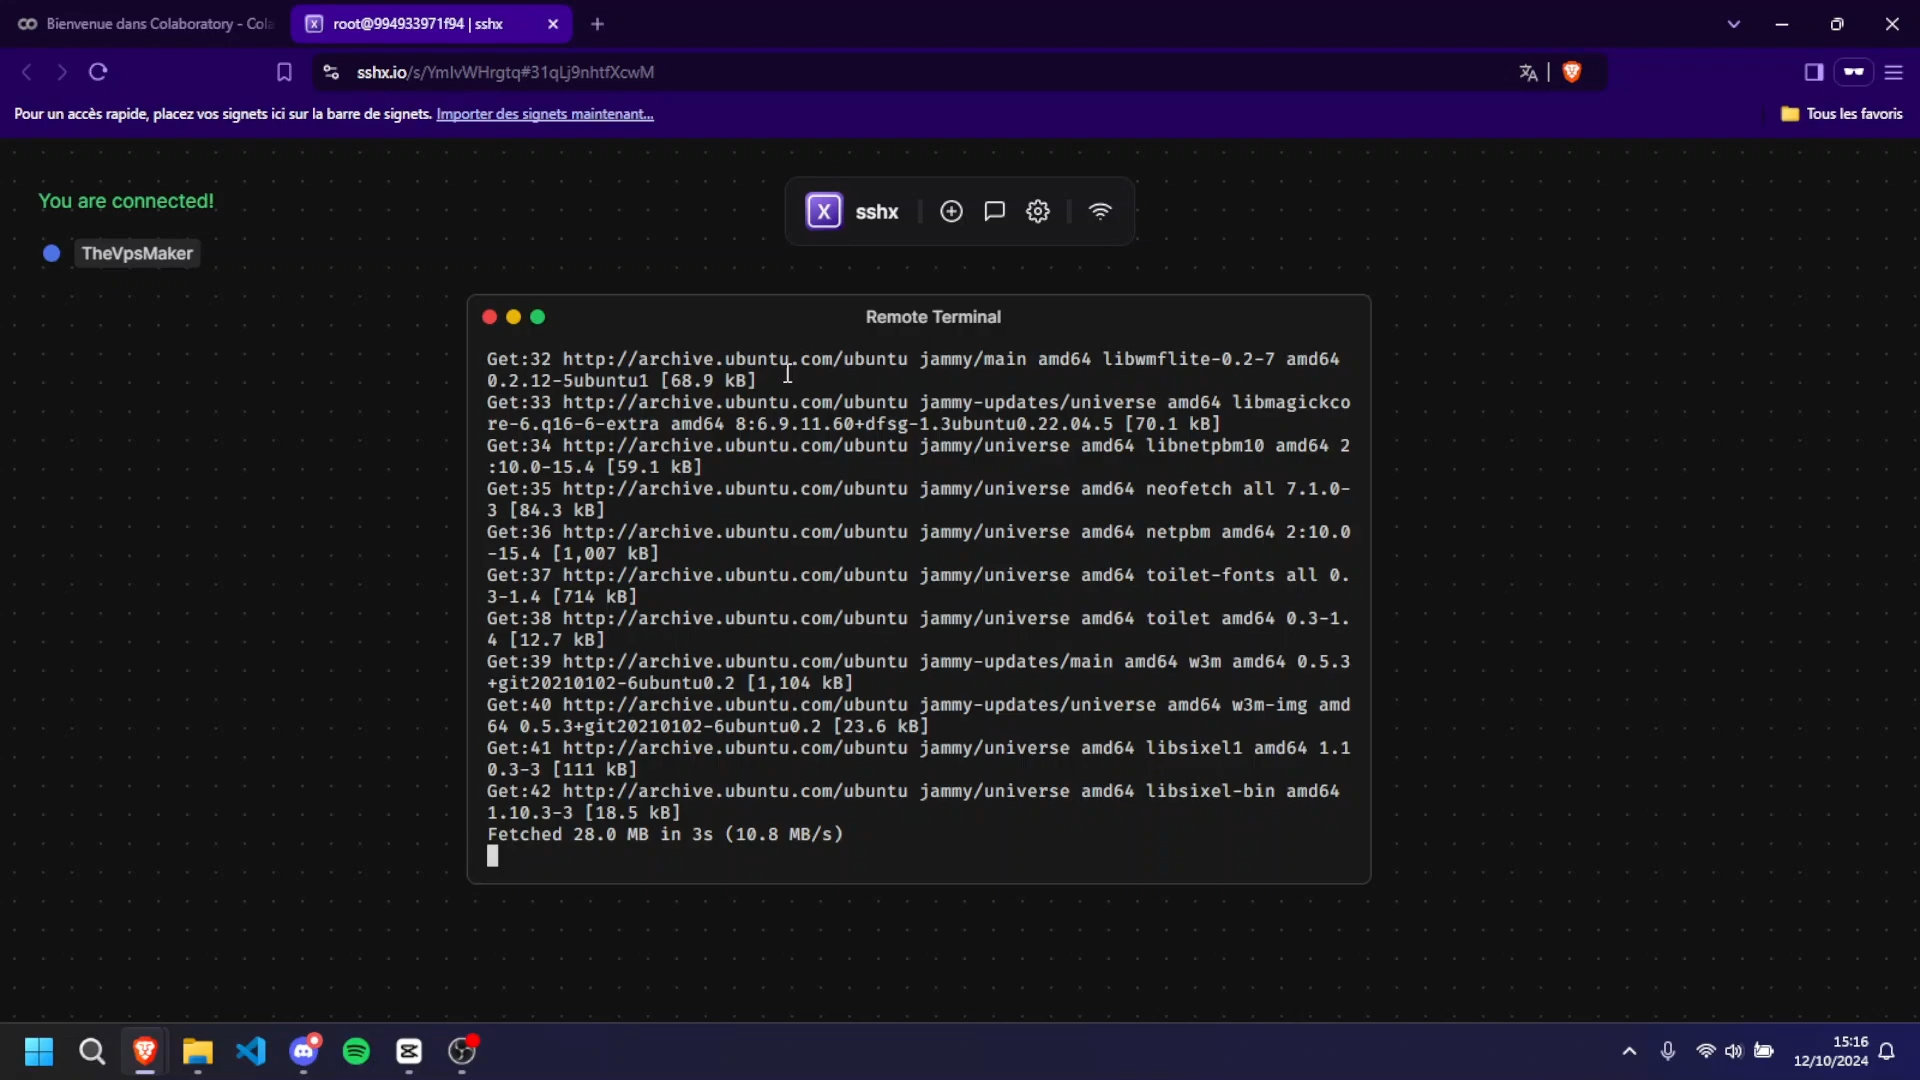 Bienvenue dans Colaboratory - Cola
root@994933971f94 | sshx
sshx.io/s/YmIvWHrgtq#31qLj9nhtfXcwM
Pour un accès rapide, placez vos signets ici sur la barre de signets. Importer des signets maintenant...
Tous les favoris
You are connected!
X sshx
TheVpsMaker
Remote Terminal
Get:32 http://archive.ubuntu.com/ubuntu jammy/main amd64 libwmflite-0.2-7 amd64
0.2.12-5ubuntu1 [68.9 kB]
Get:33 http://archive.ubuntu.com/ubuntu jammy-updates/universe amd64 libmagickco
re-6.q16-6-extra amd64 8:6.9.11.60+dfsg-1.3ubuntu0.22.04.5 [70.1 kB]
Get:34 http://archive.ubuntu.com/ubuntu jammy/universe amd64 libnetpbm10 amd64 2
:10.0-15.4 [59.1 kB]
Get:35 http://archive.ubuntu.com/ubuntu jammy/universe amd64 neofetch all 7.1.0-
3 [84.3 kB]
Get:36 http://archive.ubuntu.com/ubuntu jammy/universe amd64 netpbm amd64 2:10.0
-15.4 [1,007 kB]
Get:37 http://archive.ubuntu.com/ubuntu jammy/universe amd64 toilet-fonts all 0.
3-1.4 [714 kB]
Get:38 http://archive.ubuntu.com/ubuntu jammy/universe amd64 toilet amd64 0.3-1.
4 [12.7 kB]
Get:39 http://archive.ubuntu.com/ubuntu jammy-updates/main amd64 w3m amd64 0.5.3
+git20210102-6ubuntu0.2 [1,104 kB]
Get:40 http://archive.ubuntu.com/ubuntu jammy-updates/universe amd64 w3m-img amd
64 0.5.3+git20210102-6ubuntu0.2 [23.6 kB]
Get:41 http://archive.ubuntu.com/ubuntu jammy/universe amd64 libsixel1 amd64 1.1
0.3-3 [111 kB]
Get:42 http://archive.ubuntu.com/ubuntu jammy/universe amd64 libsixel-bin amd64
1.10.3-3 [18.5 kB]
Fetched 28.0 MB in 3s (10.8 MB/s)
15:16
12/10/2024